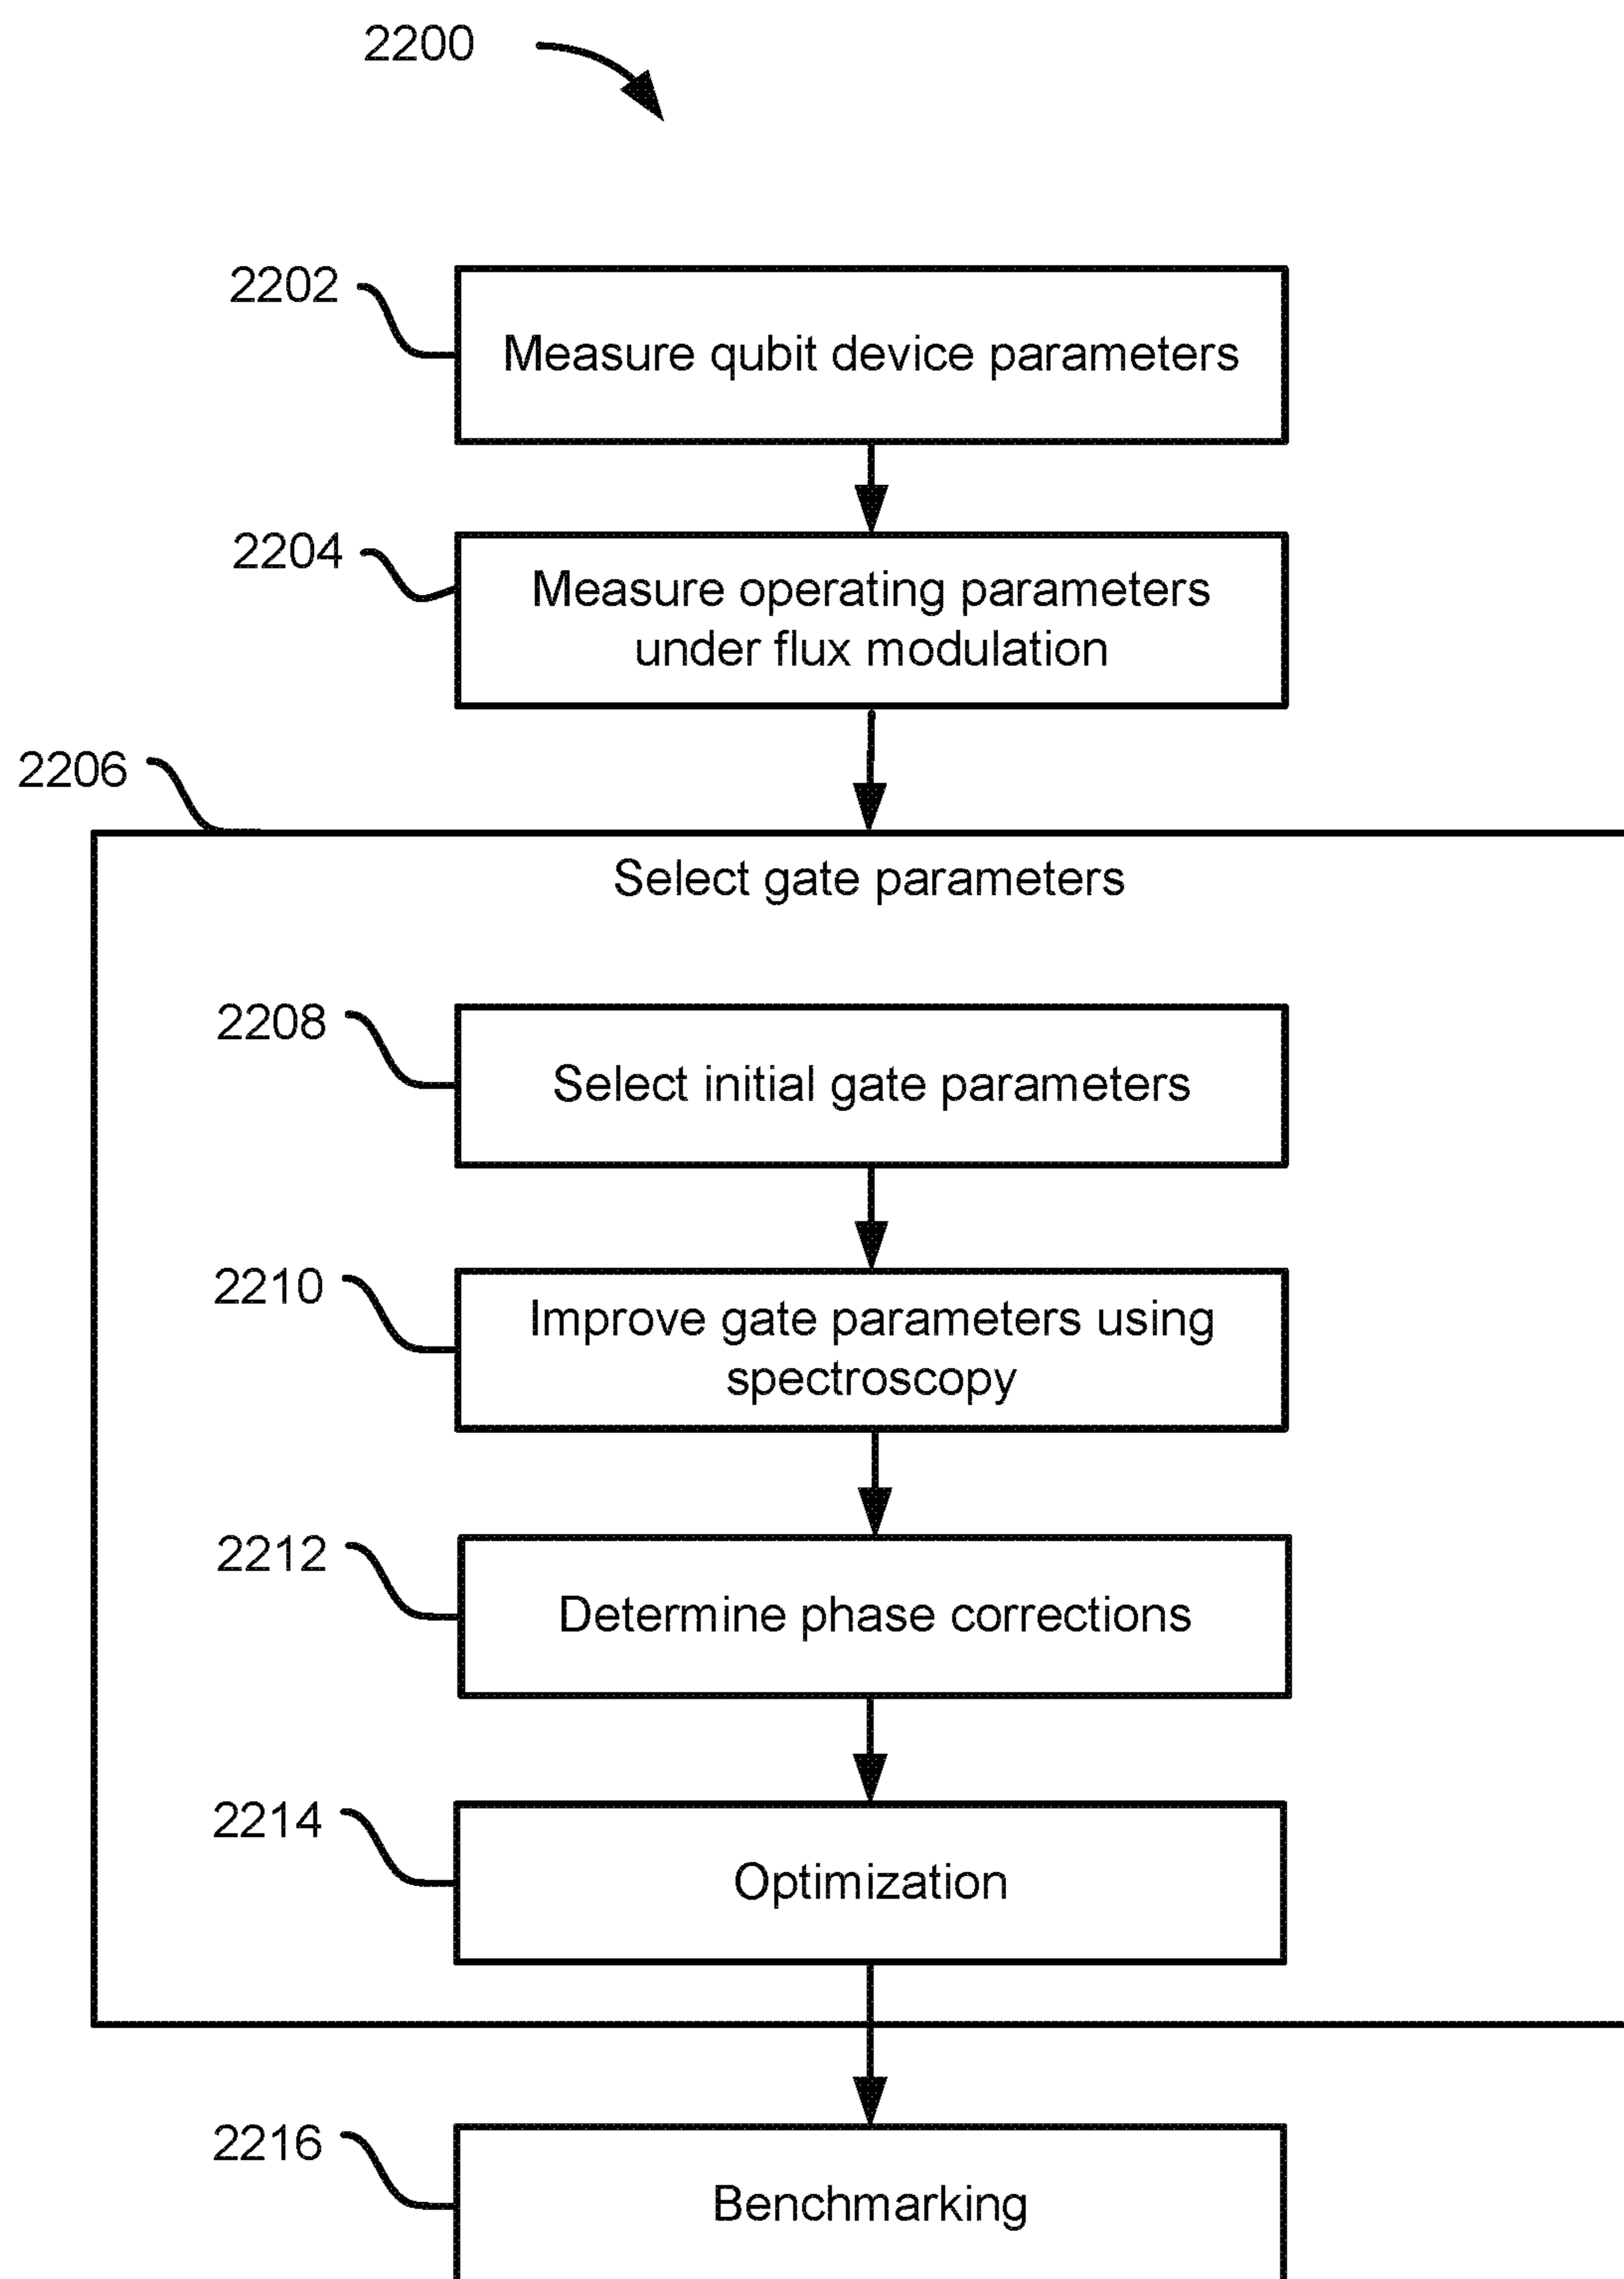 2200
2202
Measure qubit device parameters
2204
Measure operating parameters
under flux modulation
2206
Select gate parameters
2208
Select initial gate parameters
2210
Improve gate parameters using
spectroscopy
2212
Determine phase corrections
2214
Optimization
2216
Benchmarking